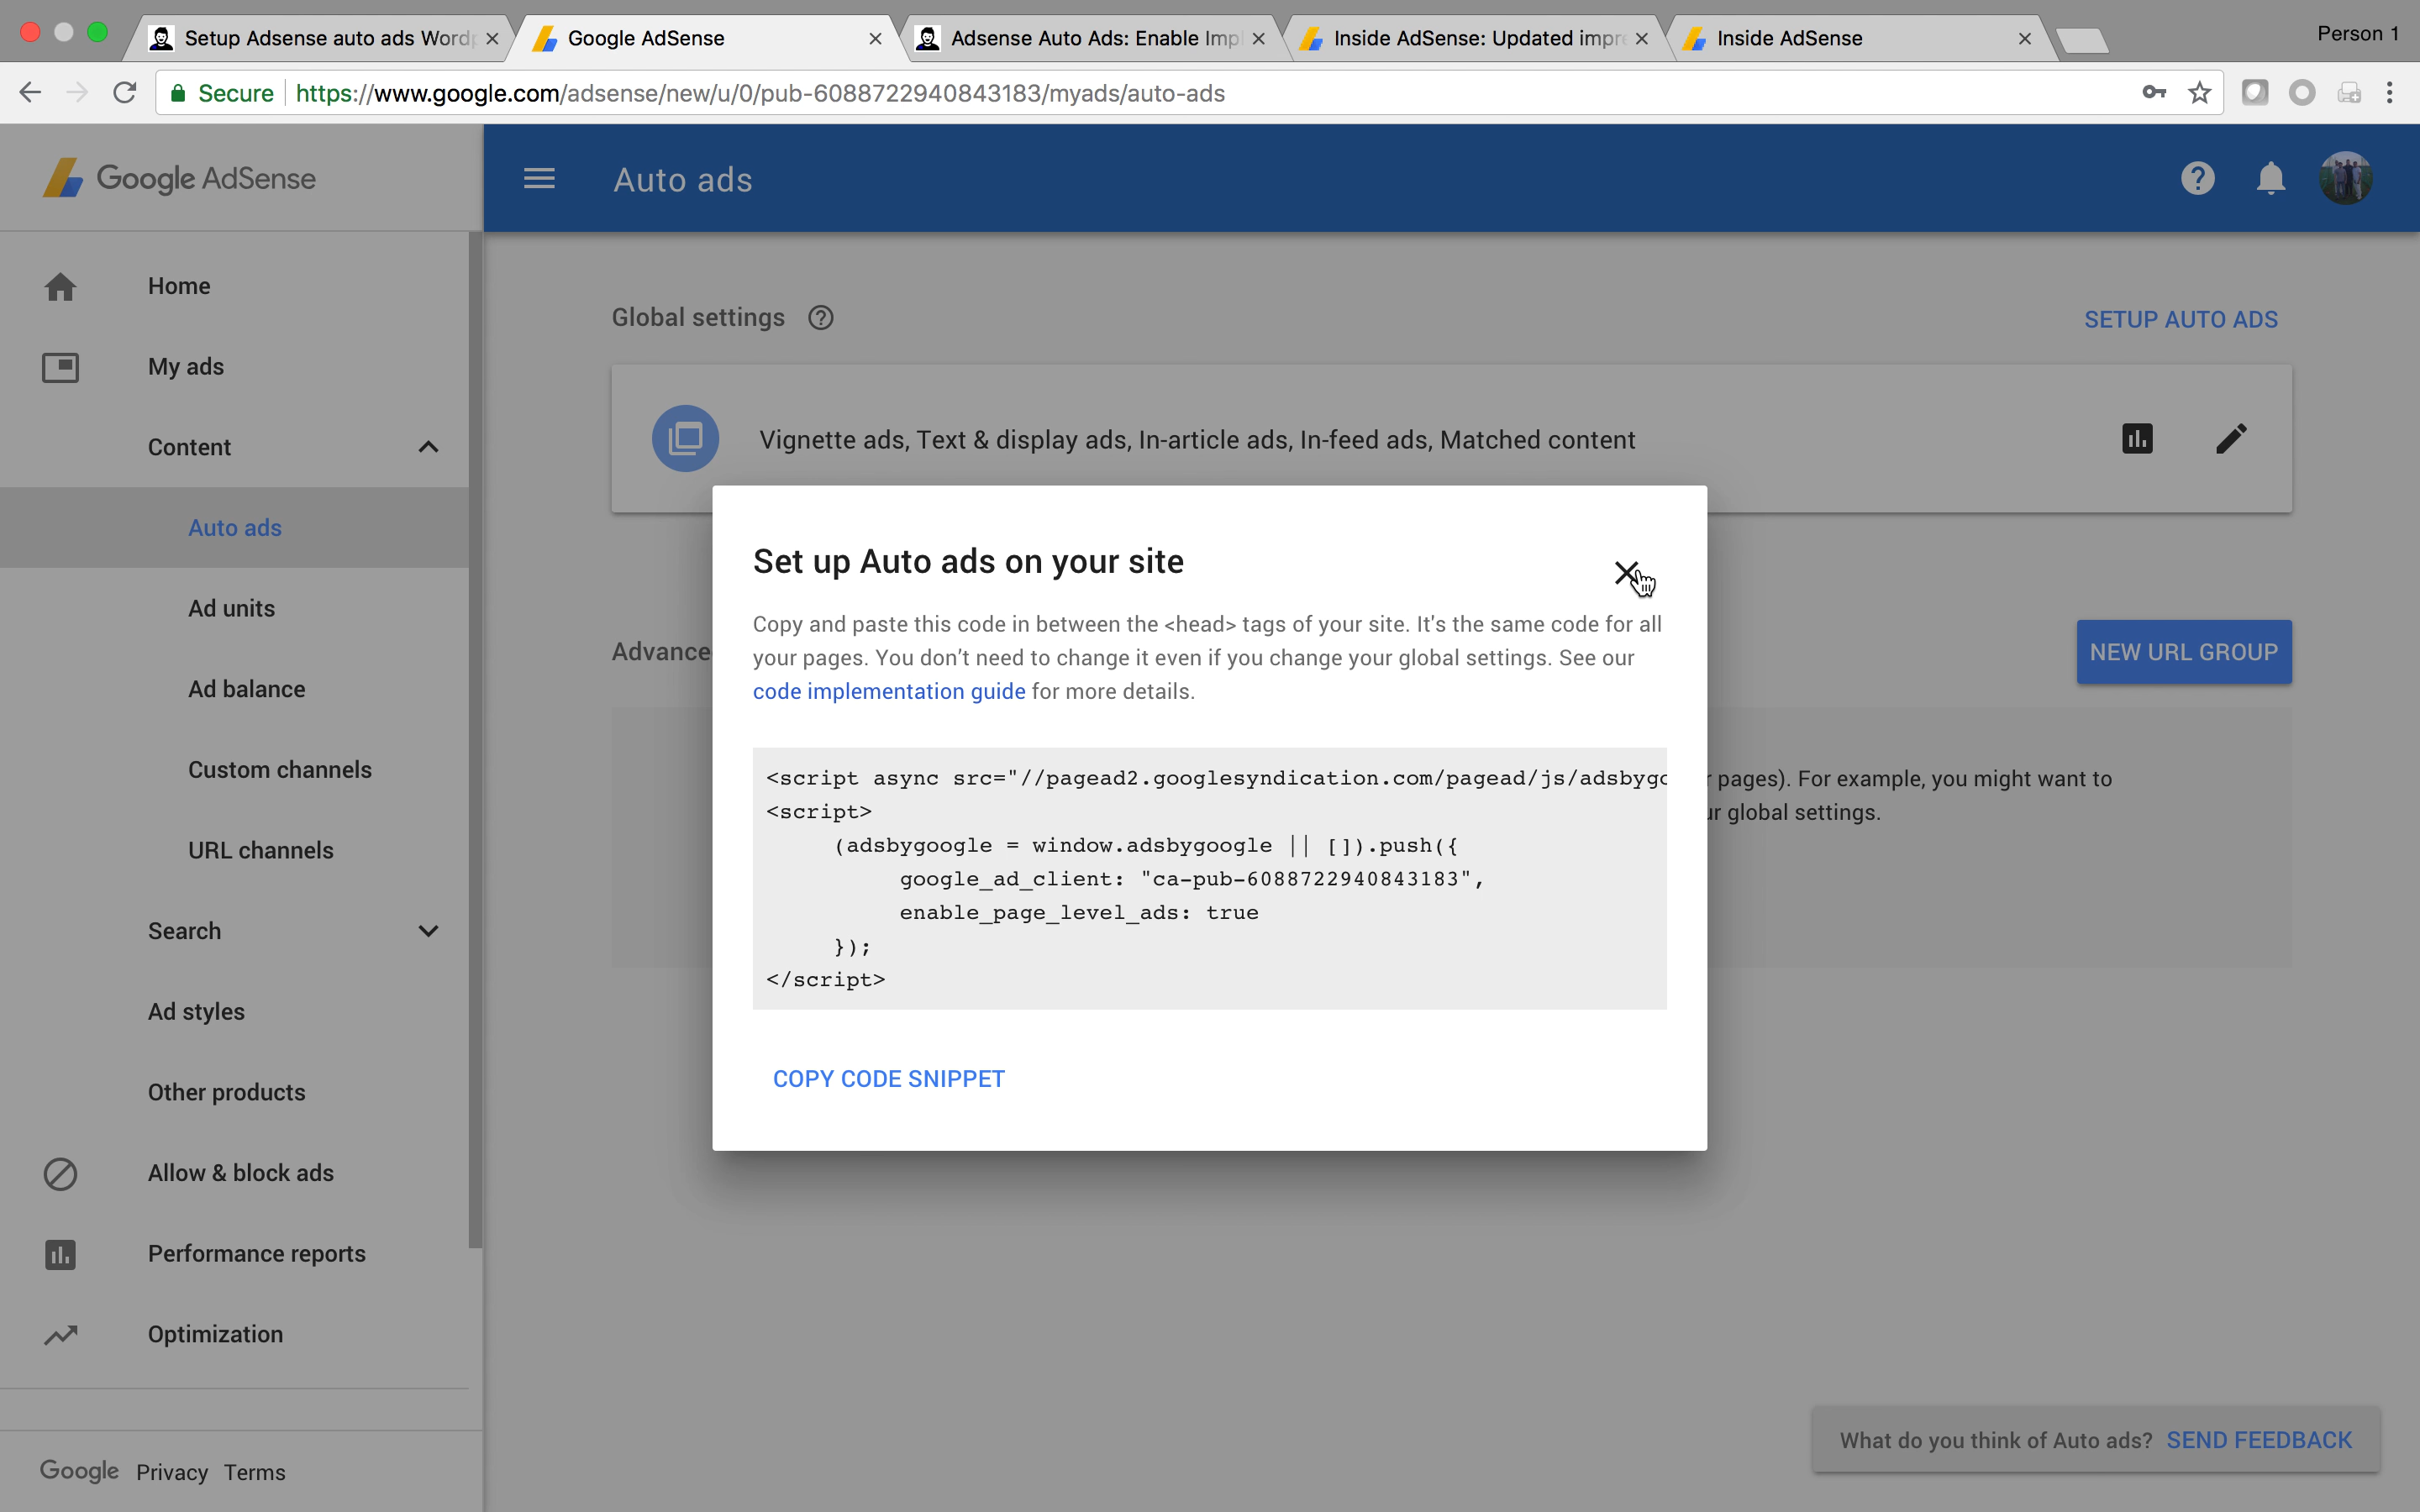 Setup Adsense auto ads Word
Google AdSense
Adsense Auto Ads: Enable Impl
Inside AdSense: Updated impre
Inside AdSense
Person 1
Secure
https://www.google.com/adsense/new/u/0/pub-6088722940843183/myads/auto-ads
Google AdSense
Auto ads
Home
My ads
Content
Auto ads
Ad units
Ad balance
Custom channels
URL channels
Search
Ad styles
Other products
Allow & block ads
Performance reports
Optimization
Google Privacy Terms
Global settings
SETUP AUTO ADS
Vignette ads, Text & display ads, In-article ads, In-feed ads, Matched content
Advance
NEW URL GROUP
pages). For example, you might want to
global settings.
Set up Auto ads on your site
Copy and paste this code in between the <head> tags of your site. It's the same code for all
your pages. You don't need to change it even if you change your global settings. See our
code implementation guide for more details.
<script async src="//pagead2.googlesyndication.com/pagead/js/adsbygo
<script>
(adsbygoogle = window.adsbygoogle || []).push({
google_ad_client: "ca-pub-6088722940843183",
enable_page_level_ads: true
});
</script>
COPY CODE SNIPPET
What do you think of Auto ads? SEND FEEDBACK